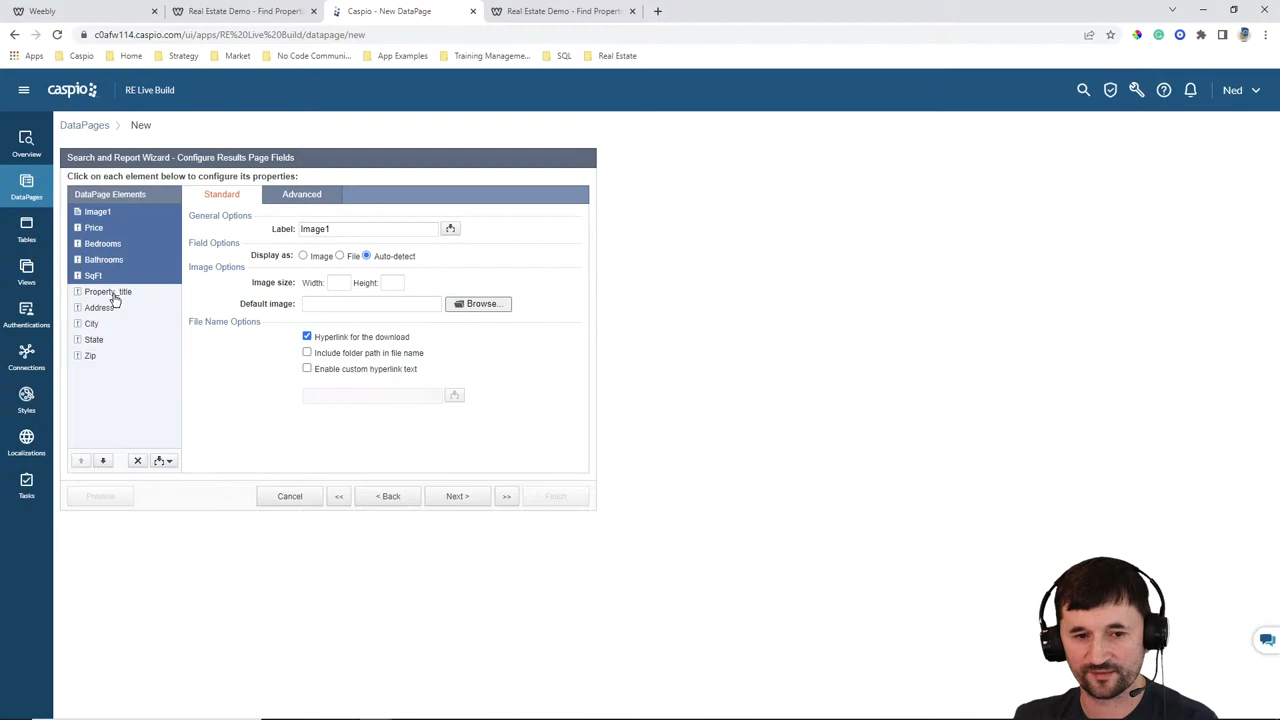 Weebly
Real Estate Demo - Find Propert
Caspio - New DataPage
Real Estate Demo - Find Propert
c0afw114.caspio.com/ui/apps/RE%20Live%20Build/datapage/new
Apps
Caspio
Home
Strategy
Market
No Code Communi...
App Examples
Training Manageme...
SQL
Real Estate
caspio
RE Live Build
Ned
DataPages
New
Overview
DataPages
Tables
Views
Authentications
Connections
Styles
Localizations
Tasks
Search and Report Wizard - Configure Results Page Fields
Click on each element below to configure its properties:
DataPage Elements
Standard
Advanced
Image1
Price
Bedrooms
Bathrooms
SqFt
Property_title
Address
City
State
Zip
General Options
Label: Image1
Field Options
Display as: Image File Auto-detect
Image Options
Image size: Width: Height:
Default image: Browse...
File Name Options
Hyperlink for the download
Include folder path in file name
Enable custom hyperlink text
Preview
Cancel
<<
< Back
Next >
>>
Finish